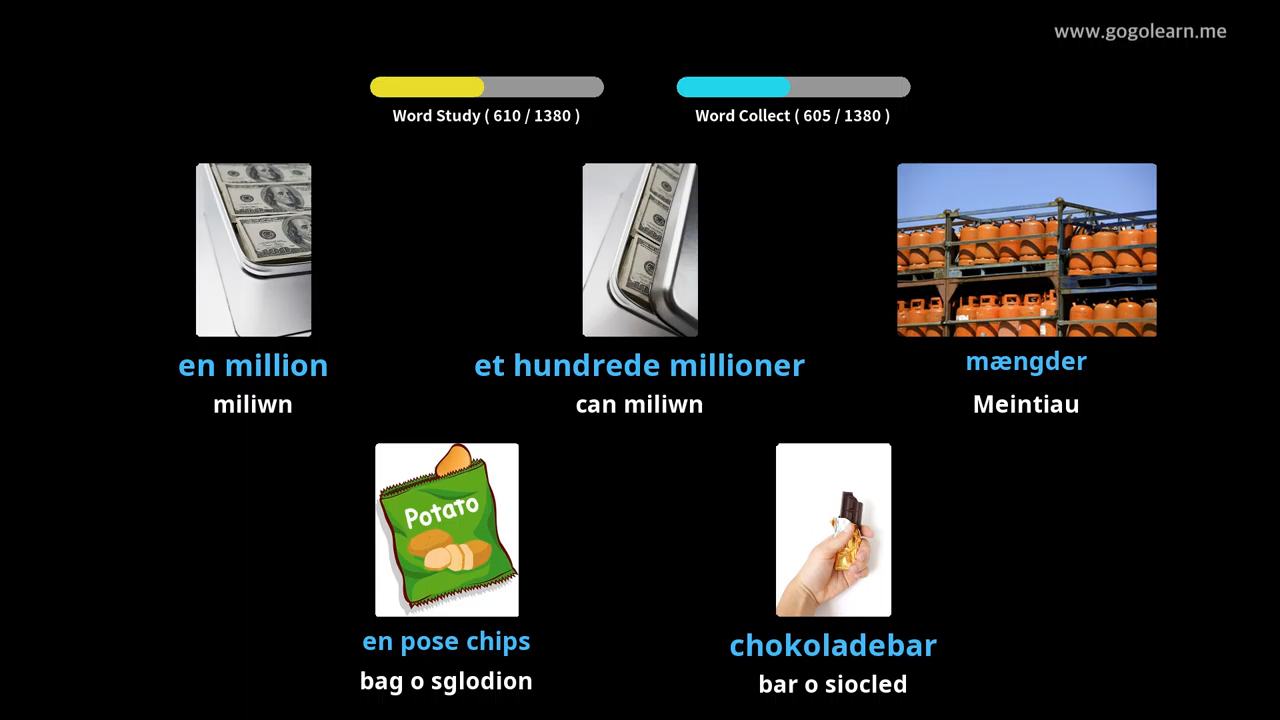 www.gogolearn.me
Word Study ( 610 / 1380 )
Word Collect ( 605 / 1380 )
en million
miliwn
et hundrede millioner
can miliwn
mængder
Meintiau
Potato
en pose chips
bag o sglodion
chokoladebar
bar o siocled